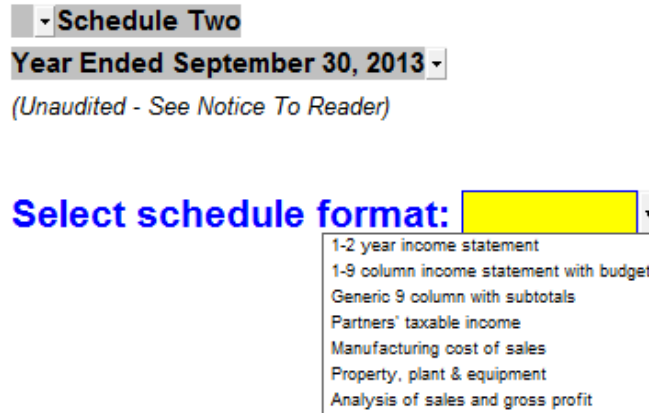 Schedule Two
Year Ended September 30, 2013
(Unaudited - See Notice To Reader)
Select schedule format:
1-2 year income statement
1-9 column income statement with budget
Generic 9 column with subtotals
Partners' taxable income
Manufacturing cost of sales
Property, plant & equipment
Analysis of sales and gross profit